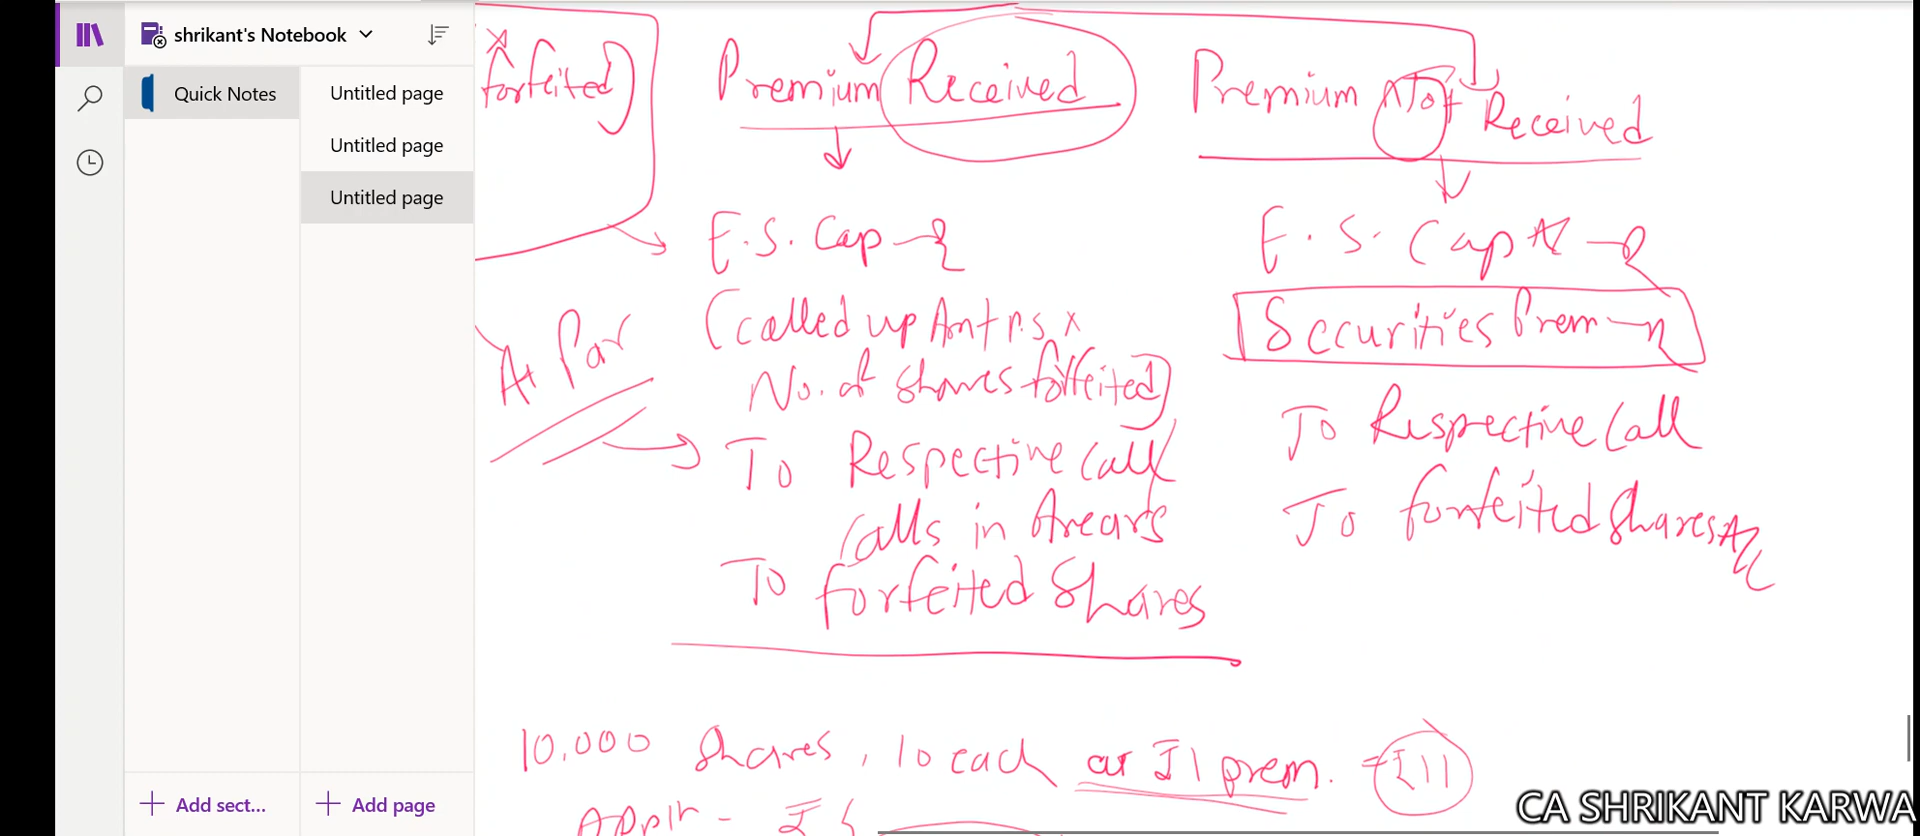 shrikant's Notebook
Quick Notes
Untitled page
Untitled page
Untitled page
Add sect...
Add page
x
forfeited)
Premium Received
Premium Not Received
E.S. Cap
(called up Amt p.s x
No. of shares forfeited)
To Respective call
Calls in Arears
To forfeited Shares
At Par
E.S. Cap A/c
Securities Prem
To Respective Call
To forfeited Shares A/c
10,000 Shares, 10 each at ₹1 prem. = ₹11
CA SHRIKANT KARWA